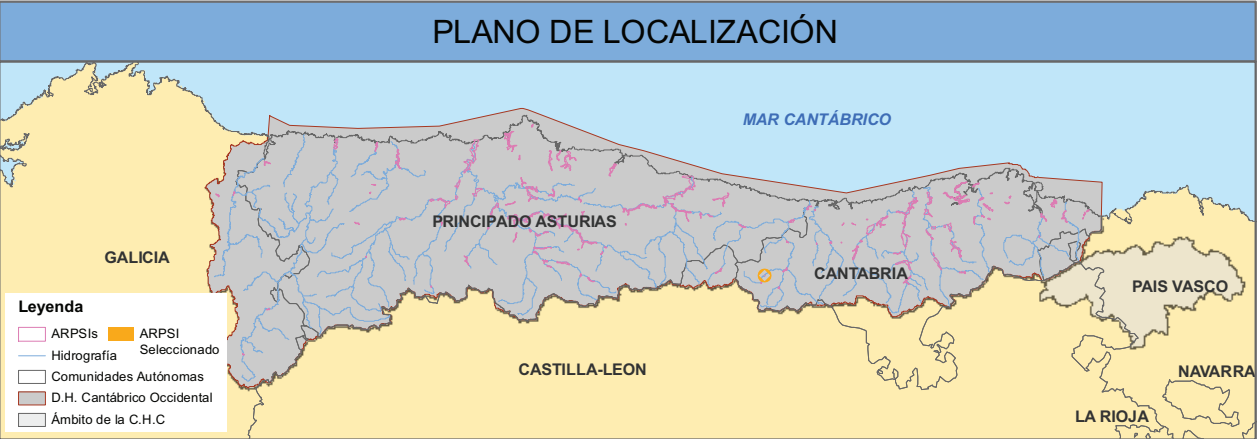 PLANO DE LOCALIZACIÓN
MAR CANTÁBRICO
PRINCIPADO ASTURIAS
GALICIA
CANTABRIA
PAIS VASCO
CASTILLA-LEON
NAVARRA
LA RIOJA
Leyenda
ARPSIs
ARPSI
Seleccionado
Hidrografía
Comunidades Autónomas
D.H. Cantábrico Occidental
Ámbito de la C.H.C